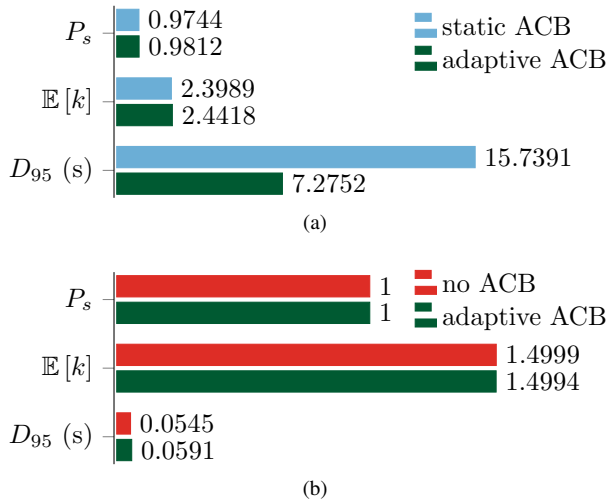 P_s 0.9744 static ACB
0.9812 adaptive ACB
𝔼 [k] 2.3989
2.4418
D_95 (s) 15.7391
7.2752
(a)
P_s 1 no ACB
1 adaptive ACB
𝔼 [k] 1.4999
1.4994
D_95 (s) 0.0545
0.0591
(b)